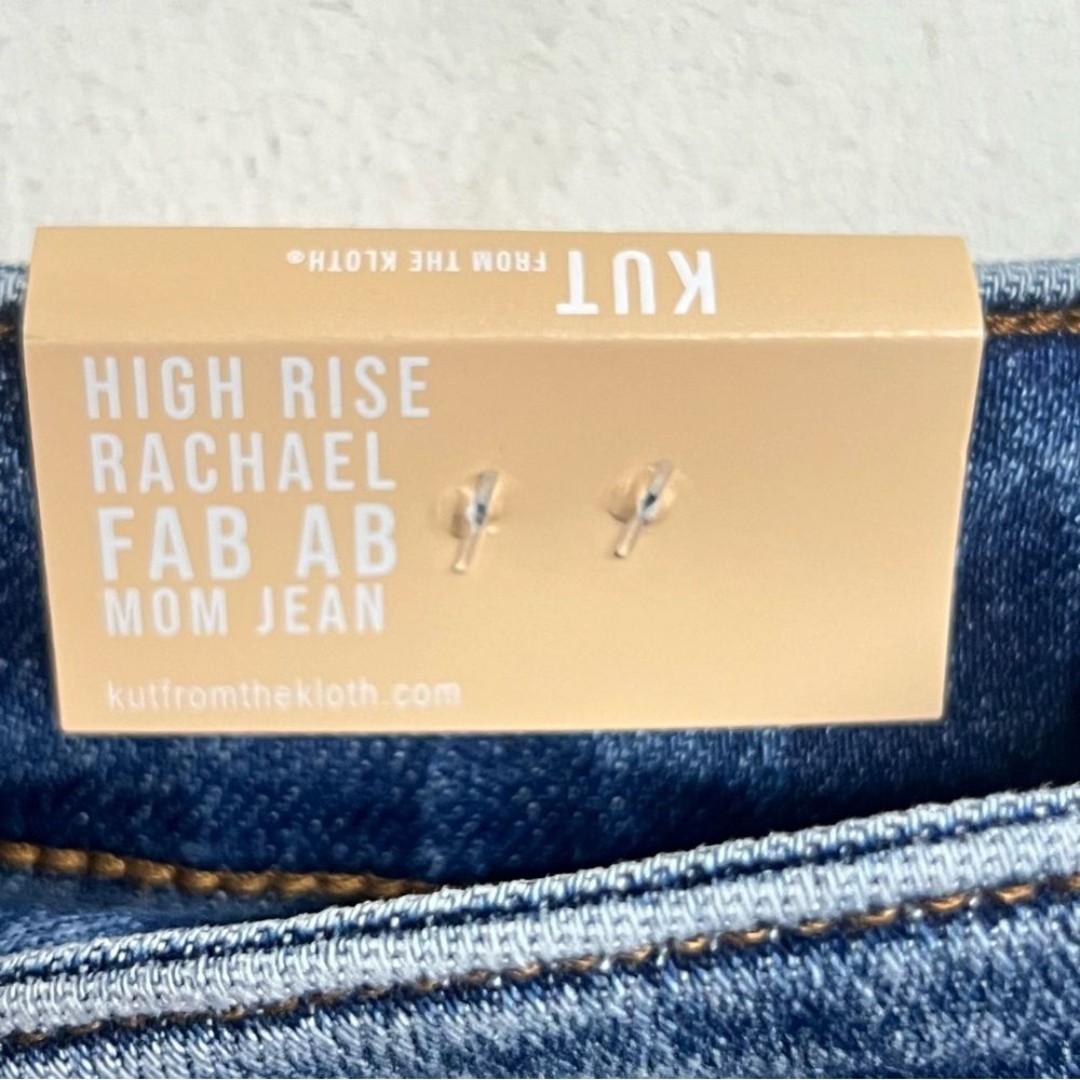 KUT FROM THE KLOTH®
HIGH RISE
RACHAEL
FAB AB
MOM JEAN
kutfromthekloth.com